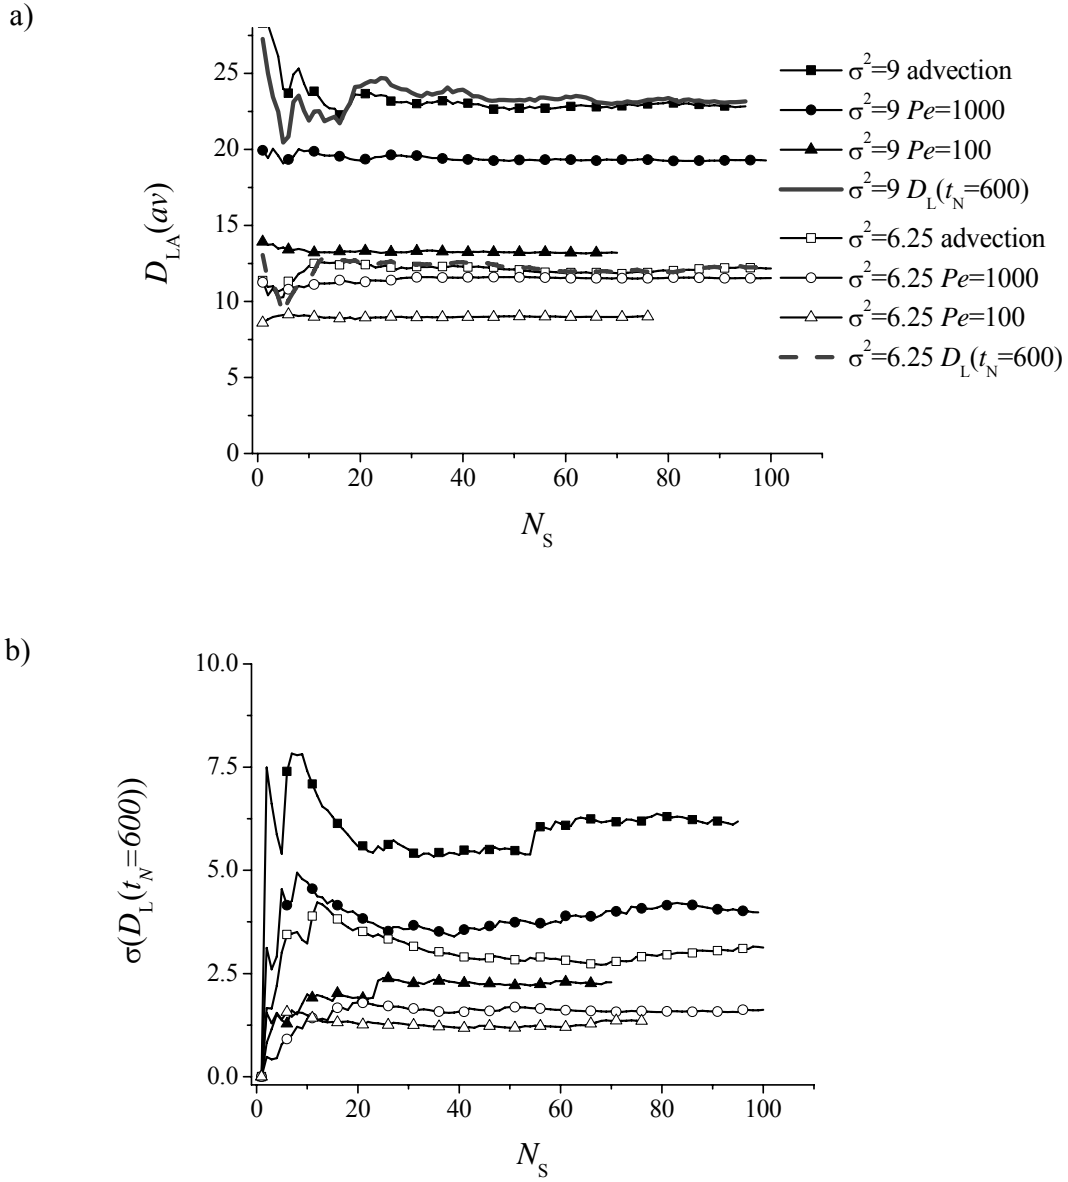 a)
25
20
15
10
5
0
D_LA(av)
0 20 40 60 80 100
N_S
σ²=9 advection
σ²=9 Pe=1000
σ²=9 Pe=100
σ²=9 D_L(t_N=600)
σ²=6.25 advection
σ²=6.25 Pe=1000
σ²=6.25 Pe=100
σ²=6.25 D_L(t_N=600)
b)
10.0
7.5
5.0
2.5
0.0
σ(D_L(t_N=600))
0 20 40 60 80 100
N_S